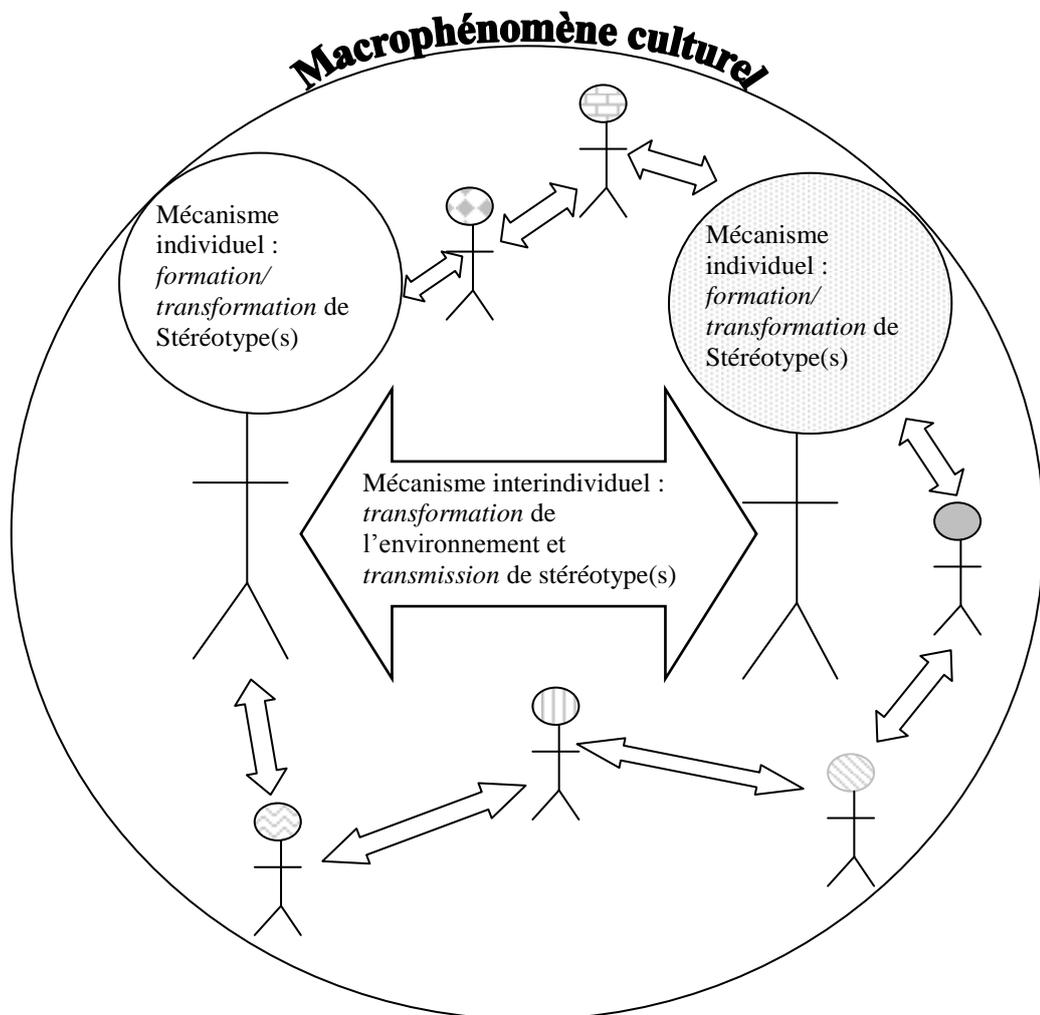 Macrophénomène culturel
Mécanisme
individuel :
formation/
transformation de
Stéréotype(s)
Mécanisme
individuel :
formation/
transformation de
Stéréotype(s)
Mécanisme interindividuel :
transformation de
l’environnement et
transmission de stéréotype(s)